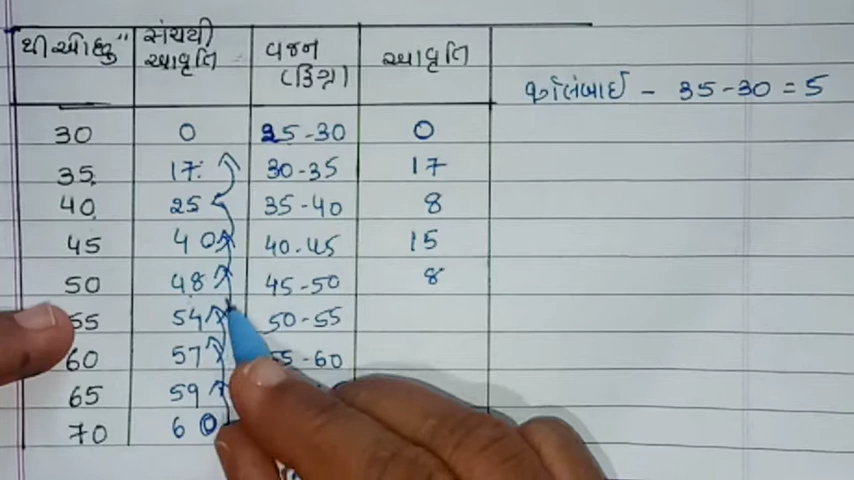 થી ઓછુ" સંચયી આવૃતિ વજન (કિગ્રા) આવૃતિ
વર્ગલંબાઈ - 35-30 = 5
30 0 25-30 0
35 17 30-35 17
40 25 35-40 8
45 40 40-45 15
50 48 45-50 8
55 54 50-55
60 57 55-60
65 59
70 60